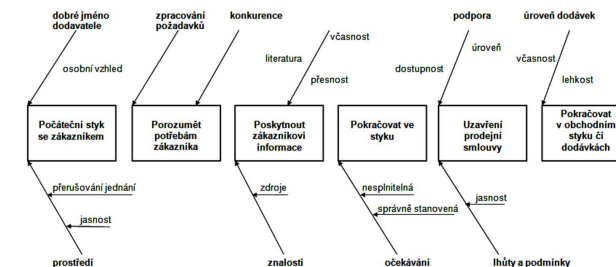 dobré jméno
dodavatele
zpracování
požadavků
konkurence
podpora
úroveň dodávek
včasnost
literatura
přesnost
úroveň
dostupnost
včasnost
lehkost
osobní vzhled
Počáteční styk
se zákazníkem
Porozumět
potřebám
zákazníka
Poskytnout
zákazníkovi
informace
Pokračovat ve
styku
Uzavření
prodejní
smlouvy
Pokračovat
v obchodním
styku či
dodávkách
přerušování jednání
jasnost
zdroje
nesplnitelná
správně stanovená
jasnost
prostředí
znalosti
očekávání
lhůty a podmínky